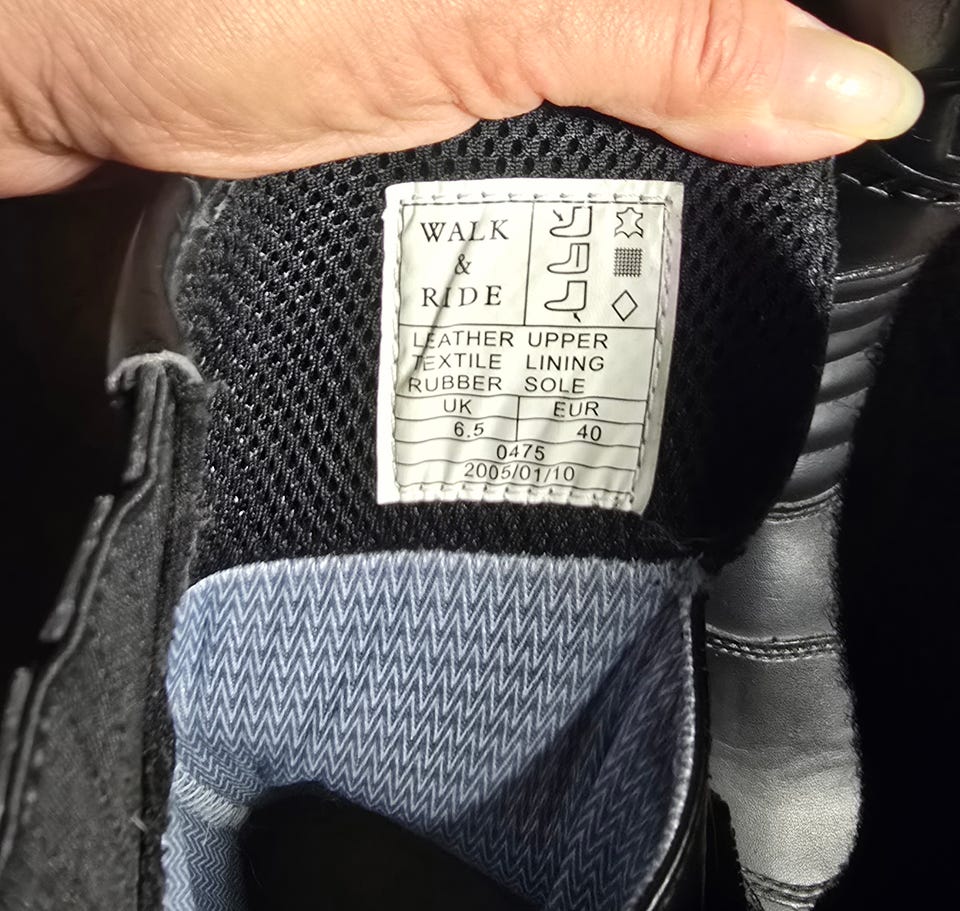 WALK
&
RIDE
LEATHER UPPER
TEXTILE LINING
RUBBER SOLE
UK EUR
6.5 40
0475
2005/01/10